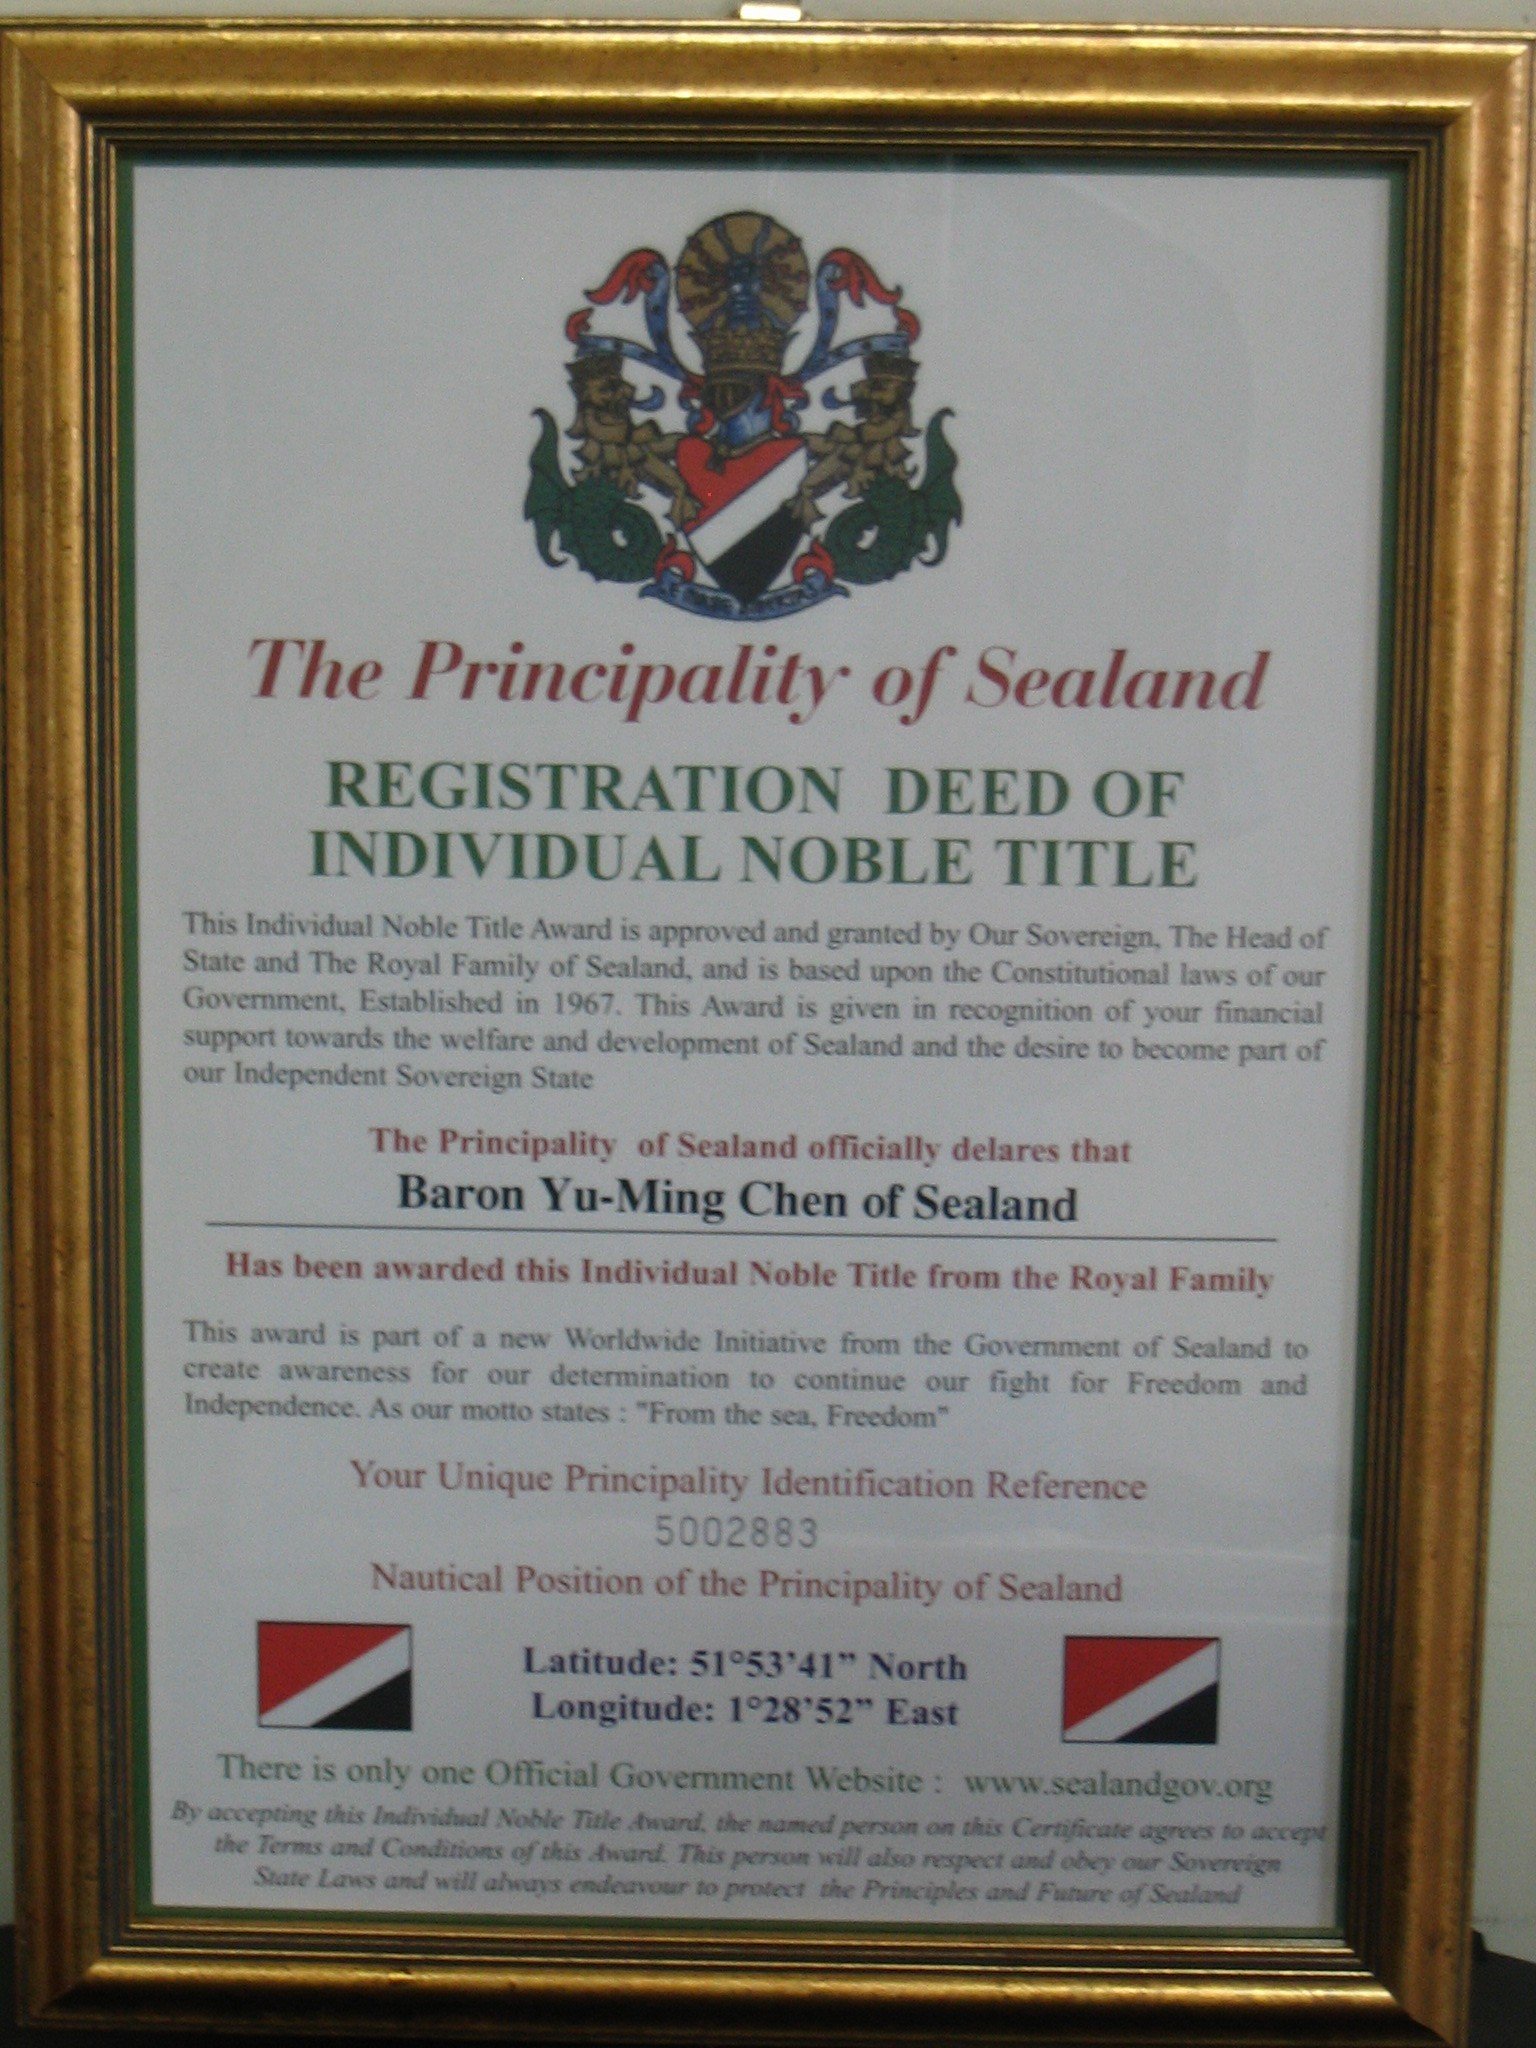 The Principality of Sealand
REGISTRATION DEED OF
INDIVIDUAL NOBLE TITLE
This Individual Noble Title Award is approved and granted by Our Sovereign, The Head of
State and The Royal Family of Sealand, and is based upon the Constitutional laws of our
Government, Established in 1967. This Award is given in recognition of your financial
support towards the welfare and development of Sealand and the desire to become part of
our Independent Sovereign State
The Principality of Sealand officially delares that
Baron Yu-Ming Chen of Sealand
Has been awarded this Individual Noble Title from the Royal Family
This award is part of a new Worldwide Initiative from the Government of Sealand to
create awareness for our determination to continue our fight for Freedom and
Independence. As our motto states : "From the sea, Freedom"
Your Unique Principality Identification Reference
5002883
Nautical Position of the Principality of Sealand
Latitude: 51°53’41” North
Longitude: 1°28’52” East
There is only one Official Government Website : www.sealandgov.org
By accepting this Individual Noble Title Award, the named person on this Certificate agrees to accept
the Terms and Conditions of this Award. This person will also respect and obey our Sovereign
State Laws and will always endeavour to protect the Principles and Future of Sealand